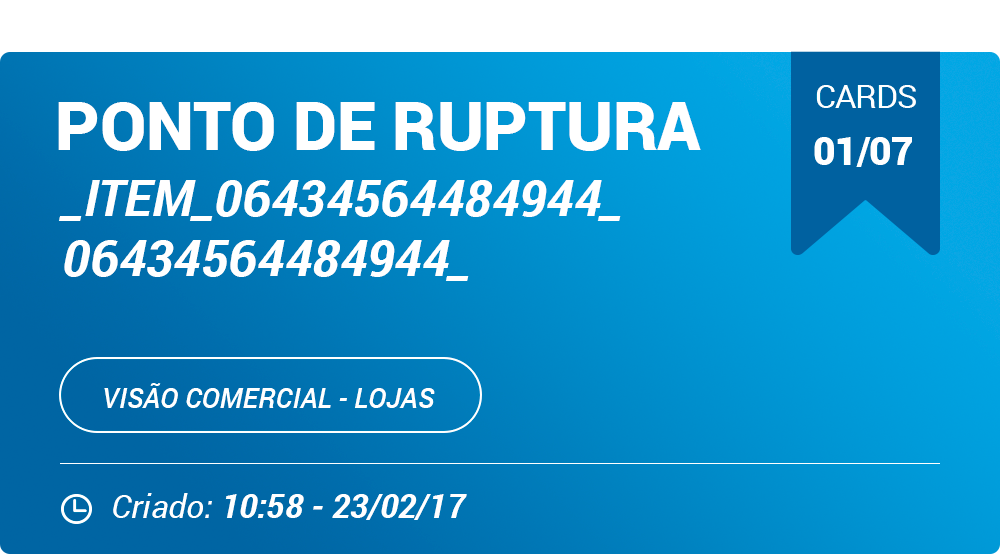 PONTO DE RUPTURA
_ITEM_06434564484944_
06434564484944_
CARDS
01/07
VISÃO COMERCIAL - LOJAS
Criado: 10:58 - 23/02/17